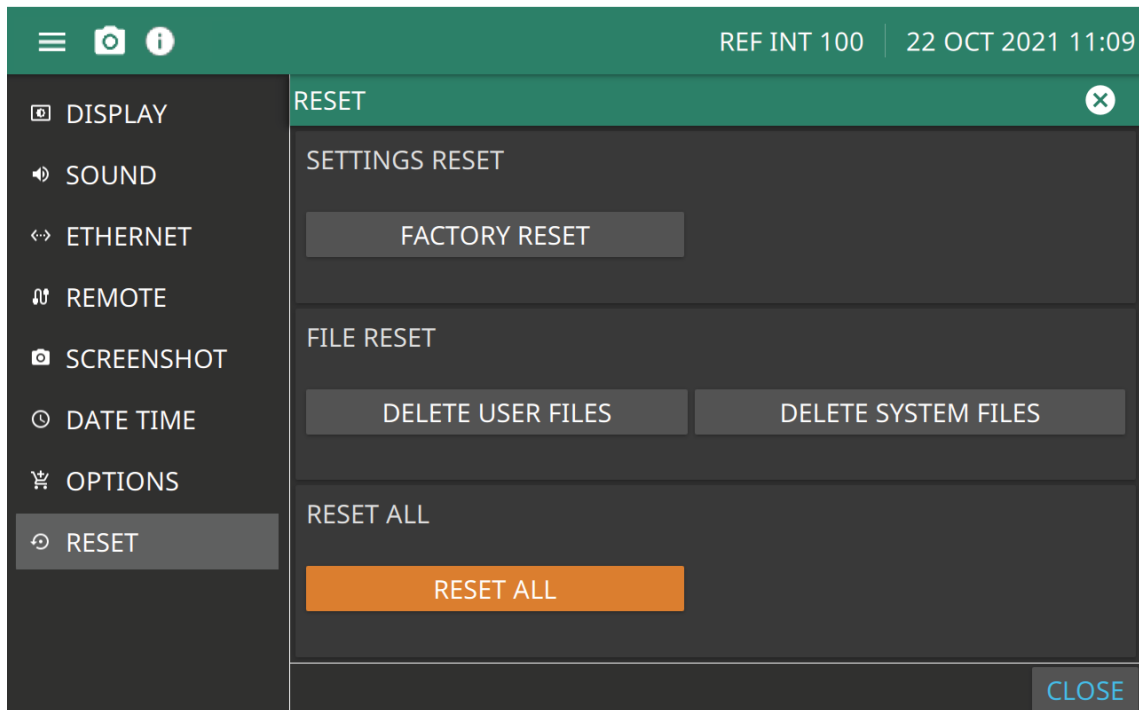 REF INT 100 22 OCT 2021 11:09
DISPLAY
SOUND
ETHERNET
REMOTE
SCREENSHOT
DATE TIME
OPTIONS
RESET
RESET
SETTINGS RESET
FACTORY RESET
FILE RESET
DELETE USER FILES DELETE SYSTEM FILES
RESET ALL
RESET ALL
CLOSE